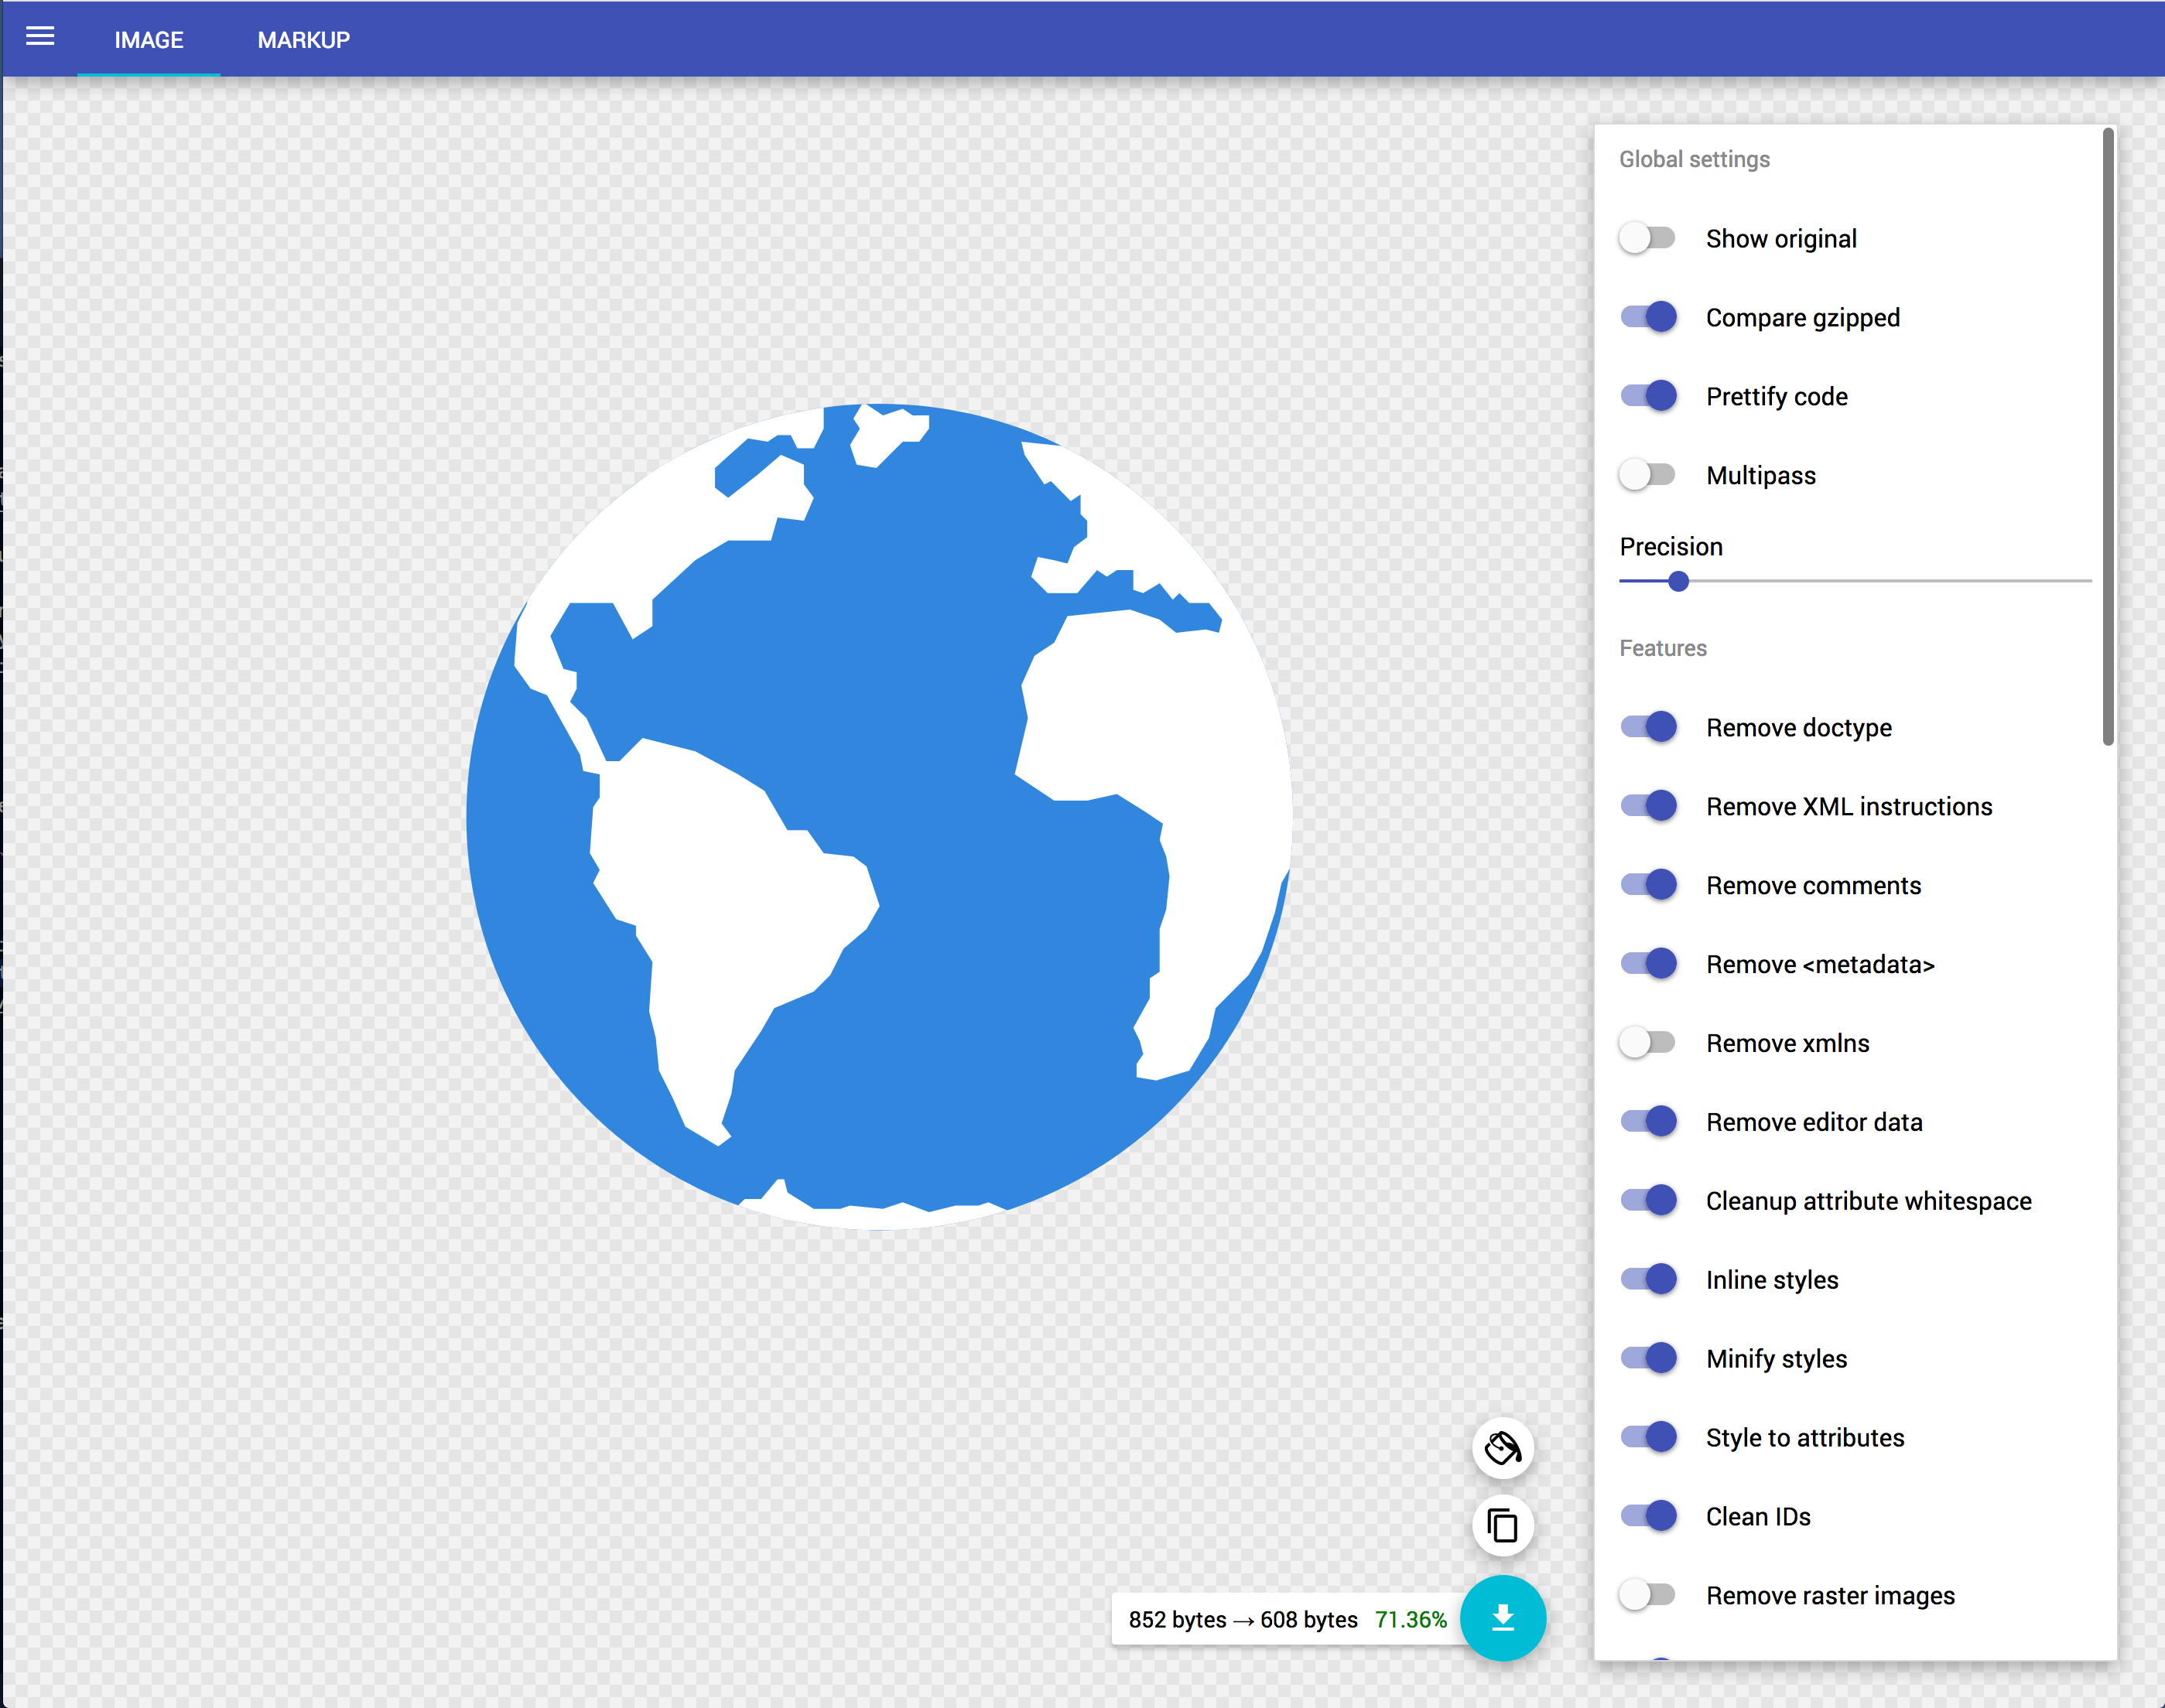 IMAGE MARKUP
Global settings
Show original
Compare gzipped
Prettify code
Multipass
Precision
Features
Remove doctype
Remove XML instructions
Remove comments
Remove <metadata>
Remove xmlns
Remove editor data
Cleanup attribute whitespace
Inline styles
Minify styles
Style to attributes
Clean IDs
Remove raster images
852 bytes → 608 bytes 71.36%